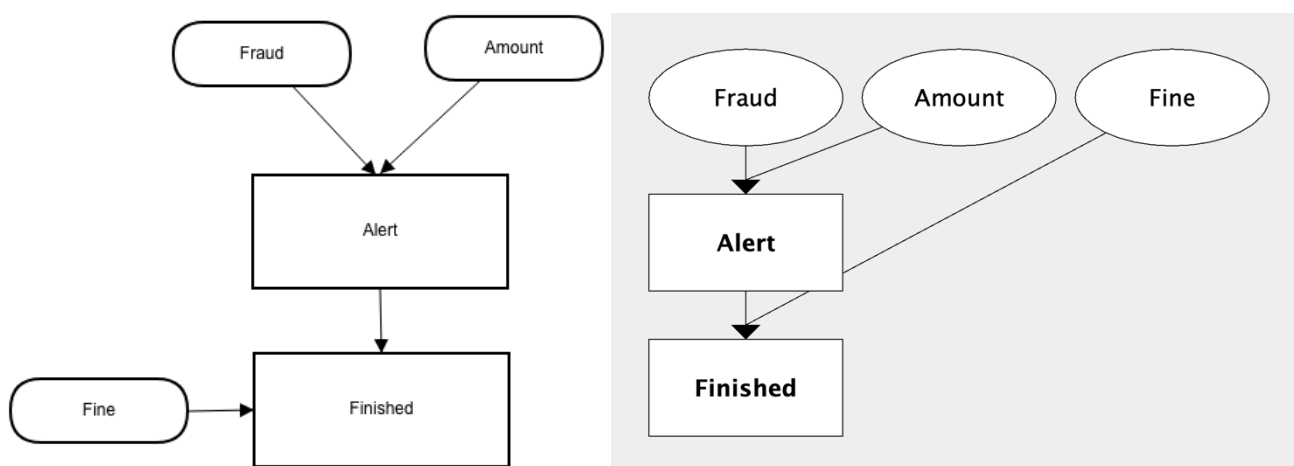 Fraud
Amount
Alert
Finished
Fine
Fraud
Amount
Fine
Alert
Finished